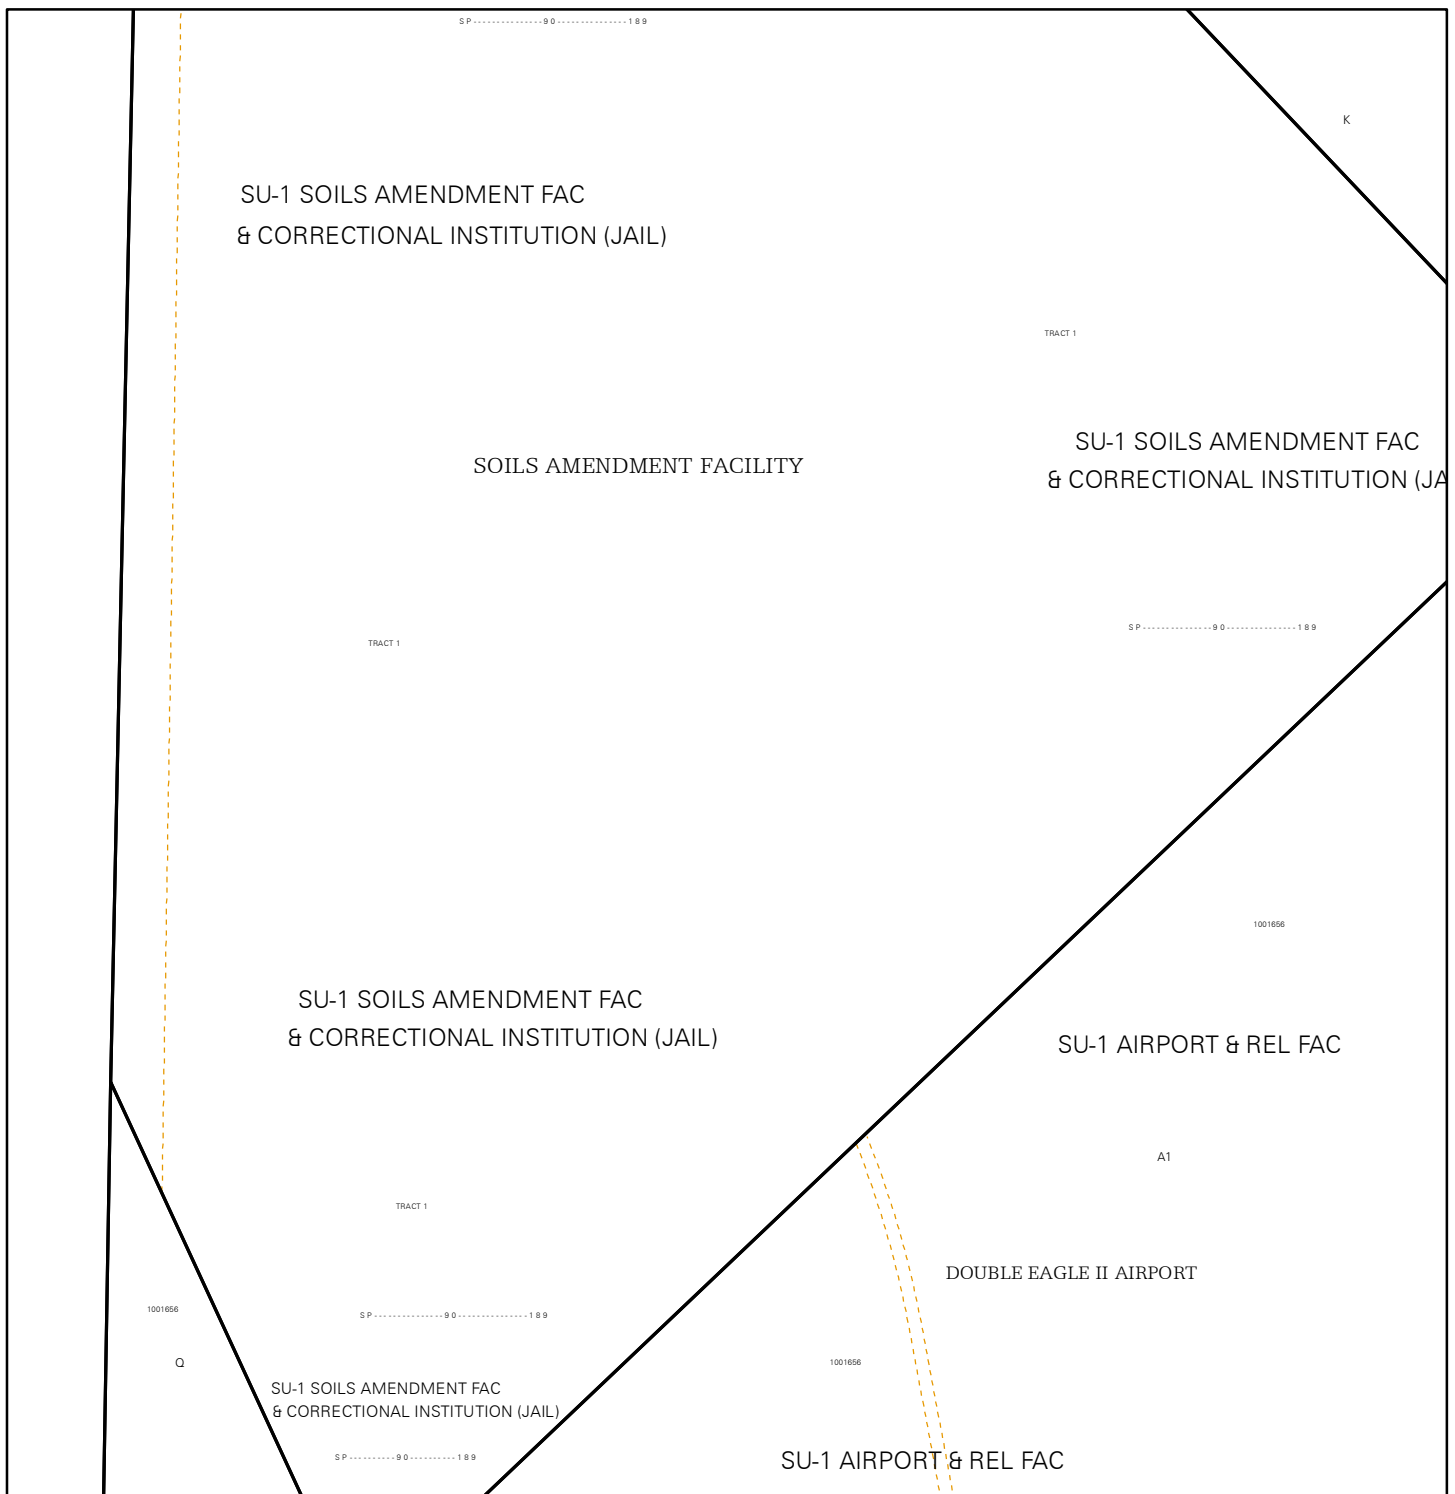 SP---------------90----------------189
K
SU-1 SOILS AMENDMENT FAC
& CORRECTIONAL INSTITUTION (JAIL)
TRACT 1
SU-1 SOILS AMENDMENT FAC
& CORRECTIONAL INSTITUTION (JA
SOILS AMENDMENT FACILITY
SP---------------90----------------189
TRACT 1
1001656
SU-1 SOILS AMENDMENT FAC
& CORRECTIONAL INSTITUTION (JAIL)
SU-1 AIRPORT & REL FAC
A1
TRACT 1
DOUBLE EAGLE II AIRPORT
1001656
SP---------------90----------------189
Q
1001656
SU-1 SOILS AMENDMENT FAC
& CORRECTIONAL INSTITUTION (JAIL)
SP----------90----------189
SU-1 AIRPORT & REL FAC